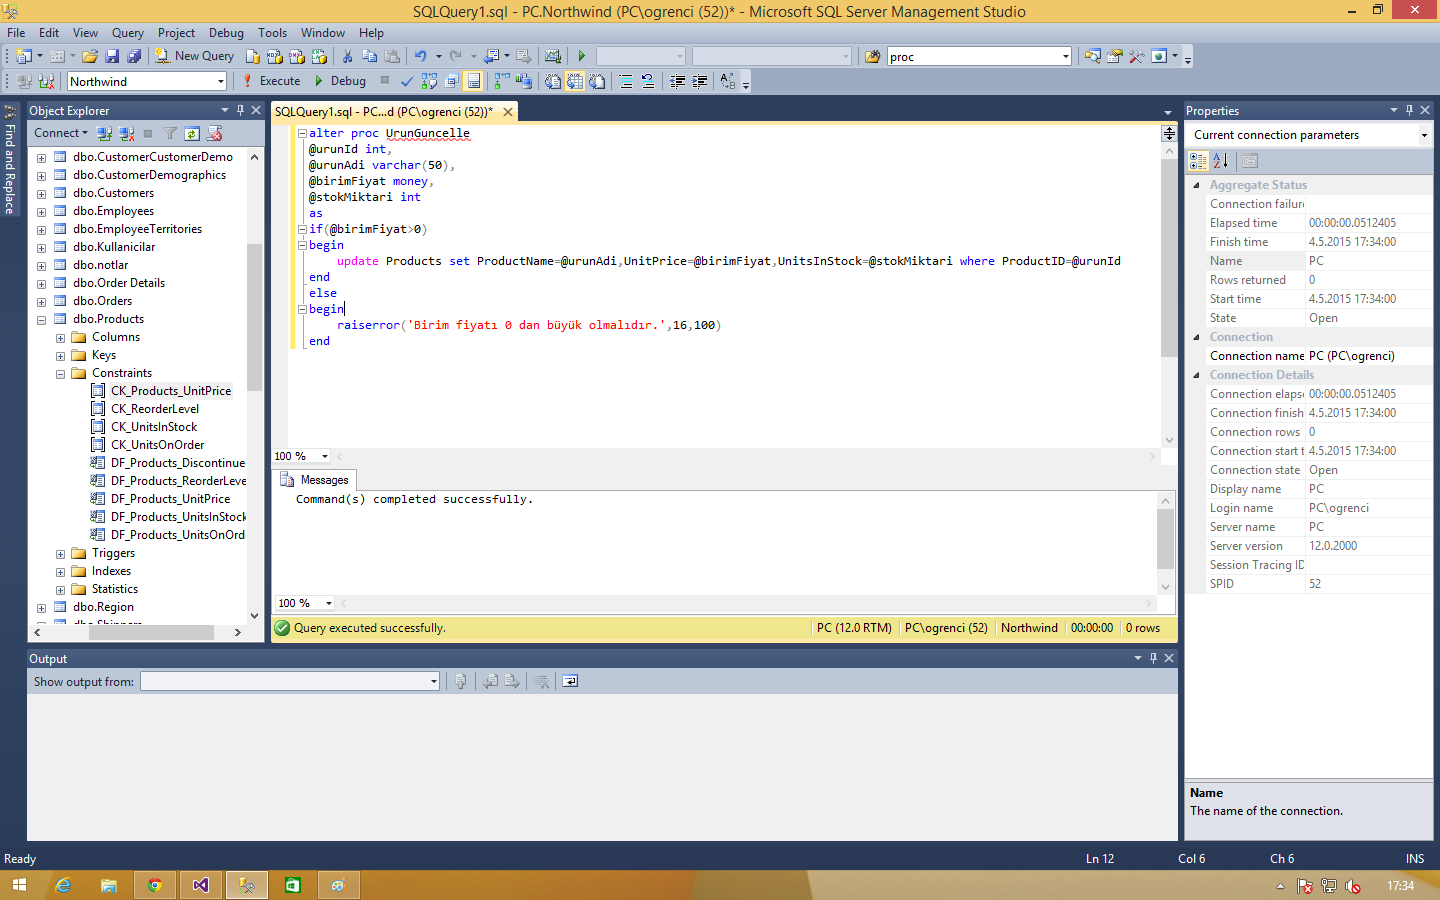 SQLQuery1.sql - PC.Northwind (PC\ogrenci (52))* - Microsoft SQL Server Management Studio
File Edit View Query Project Debug Tools Window Help
New Query
proc
Northwind
Execute
Debug
Find and Replace
Object Explorer
Connect
dbo.CustomerCustomerDemo
dbo.CustomerDemographics
dbo.Customers
dbo.Employees
dbo.EmployeeTerritories
dbo.Kullanicilar
dbo.notlar
dbo.Order Details
dbo.Orders
dbo.Products
Columns
Keys
Constraints
CK_Products_UnitPrice
CK_ReorderLevel
CK_UnitsInStock
CK_UnitsOnOrder
DF_Products_Discontinue
DF_Products_ReorderLeve
DF_Products_UnitPrice
DF_Products_UnitsInStock
DF_Products_UnitsOnOrd
Triggers
Indexes
Statistics
dbo.Region
SQLQuery1.sql - PC...d (PC\ogrenci (52))*
alter proc UrunGuncelle
@urunId int,
@urunAdi varchar(50),
@birimFiyat money,
@stokMiktari int
as
if(@birimFiyat>0)
begin
update Products set ProductName=@urunAdi,UnitPrice=@birimFiyat,UnitsInStock=@stokMiktari where ProductID=@urunId
end
else
begin
raiserror('Birim fiyatı 0 dan büyük olmalıdır.',16,100)
end
100 %
Messages
Command(s) completed successfully.
100 %
Query executed successfully.
PC (12.0 RTM) PC\ogrenci (52) Northwind 00:00:00 0 rows
Output
Show output from:
Properties
Current connection parameters
Aggregate Status
Connection failure
Elapsed time 00:00:00.0512405
Finish time 4.5.2015 17:34:00
Name PC
Rows returned 0
Start time 4.5.2015 17:34:00
State Open
Connection
Connection name PC (PC\ogrenci)
Connection Details
Connection elaps 00:00:00.0512405
Connection finish 4.5.2015 17:34:00
Connection rows 0
Connection start t 4.5.2015 17:34:00
Connection state Open
Display name PC
Login name PC\ogrenci
Server name PC
Server version 12.0.2000
Session Tracing ID
SPID 52
Name
The name of the connection.
Ready
Ln 12 Col 6 Ch 6 INS
17:34